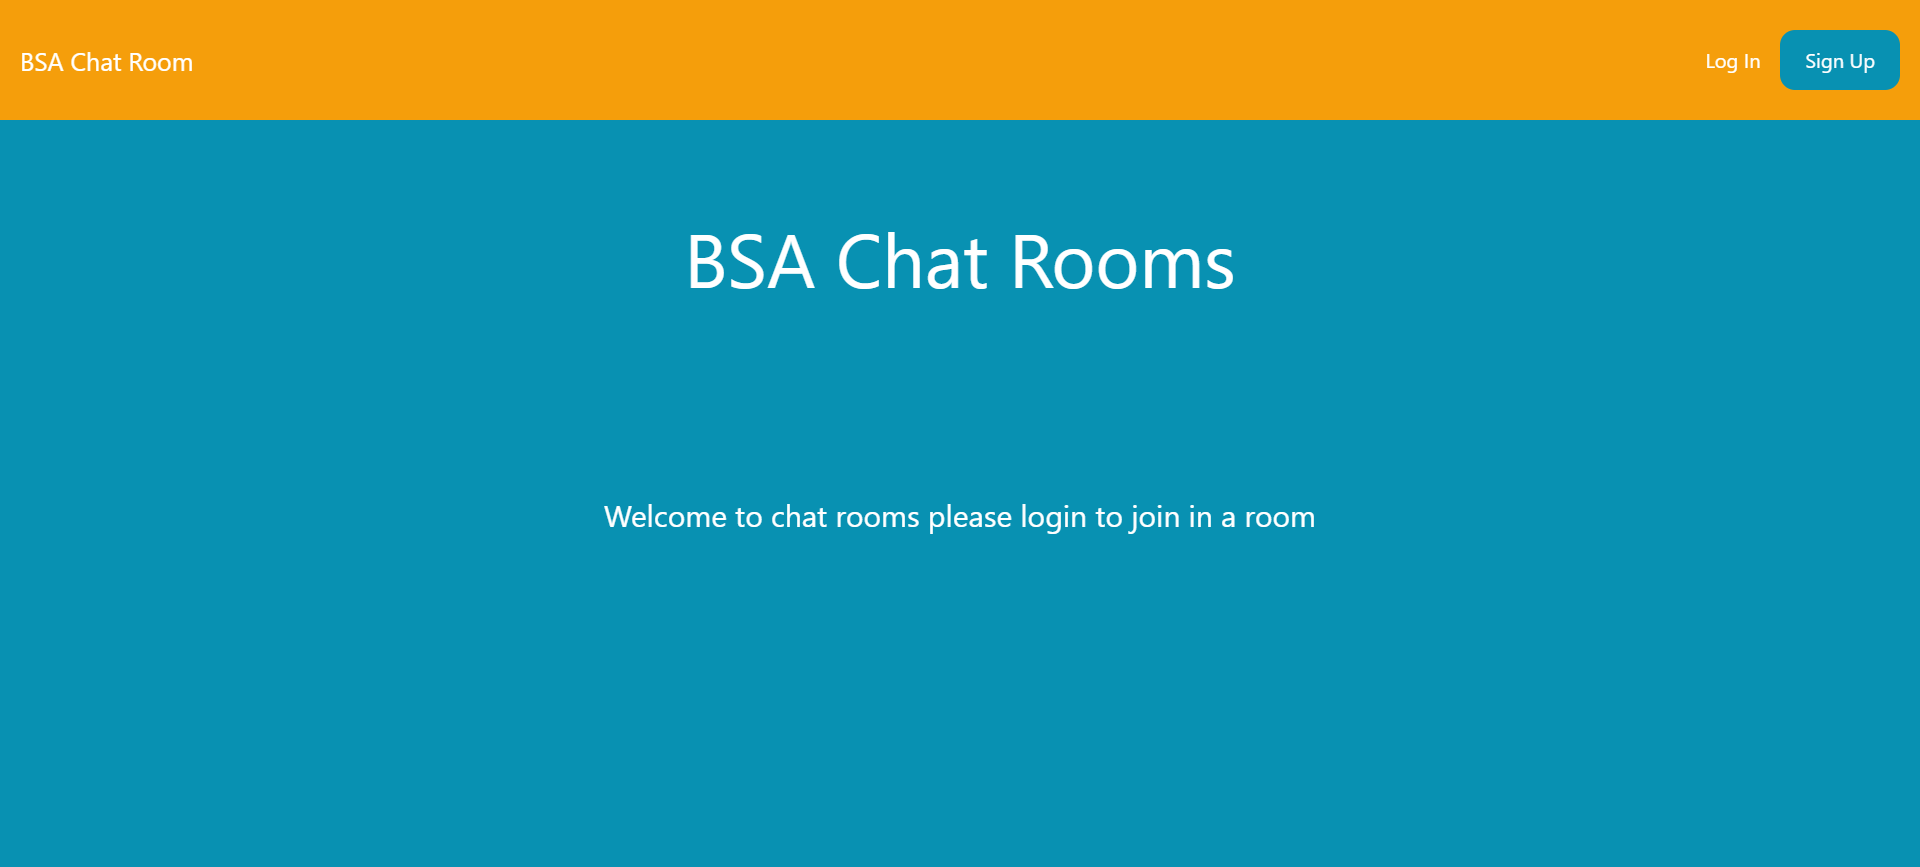 BSA Chat Room
Log In
Sign Up
BSA Chat Rooms
Welcome to chat rooms please login to join in a room